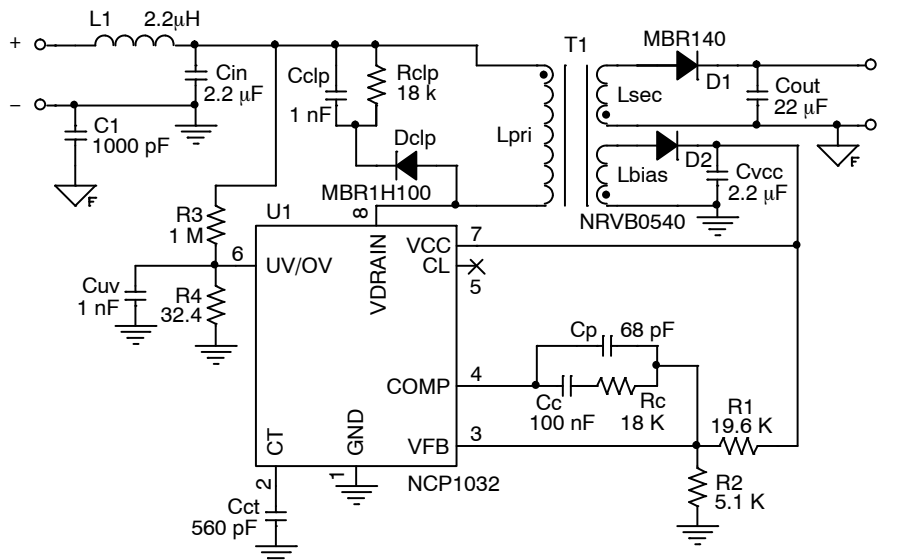 L1 2.2µH
+
−
Cin
2.2 µF
C1
1000 pF
F
Cclp
1 nF
Rclp
18 k
Dclp
MBR1H100
T1
Lpri
Lsec
Lbias
MBR140
D1
Cout
22 µF
F
D2
Cvcc
2.2 µF
NRVB0540
R3
1 M
U1
8
6
UV/OV
VDRAIN
VCC
7
CL
5
Cuv
1 nF
R4
32.4
Cp 68 pF
COMP
4
Cc
100 nF
Rc
18 K
R1
19.6 K
VFB
3
CT
GND
2
1
NCP1032
R2
5.1 K
Cct
560 pF